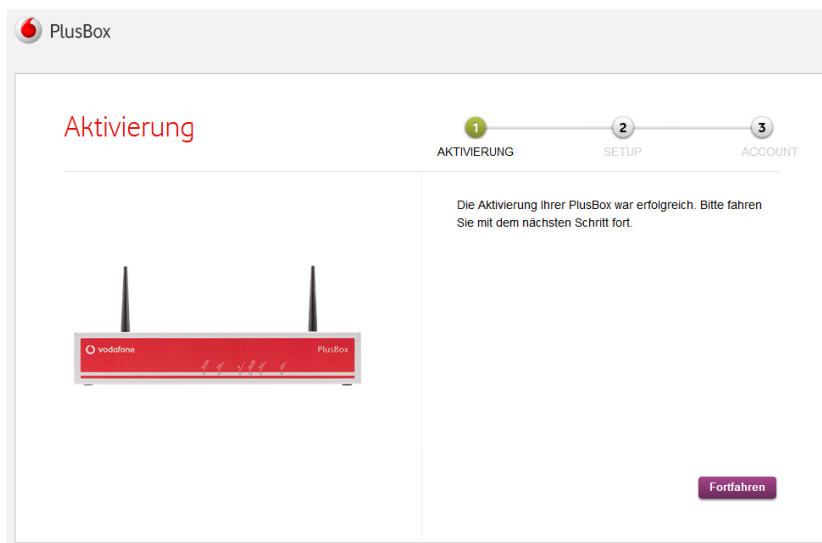 PlusBox
Aktivierung
1
2
3
AKTIVIERUNG
SETUP
ACCOUNT
Die Aktivierung Ihrer PlusBox war erfolgreich. Bitte fahren
Sie mit dem nächsten Schritt fort.
vodafone
PlusBox
Fortfahren